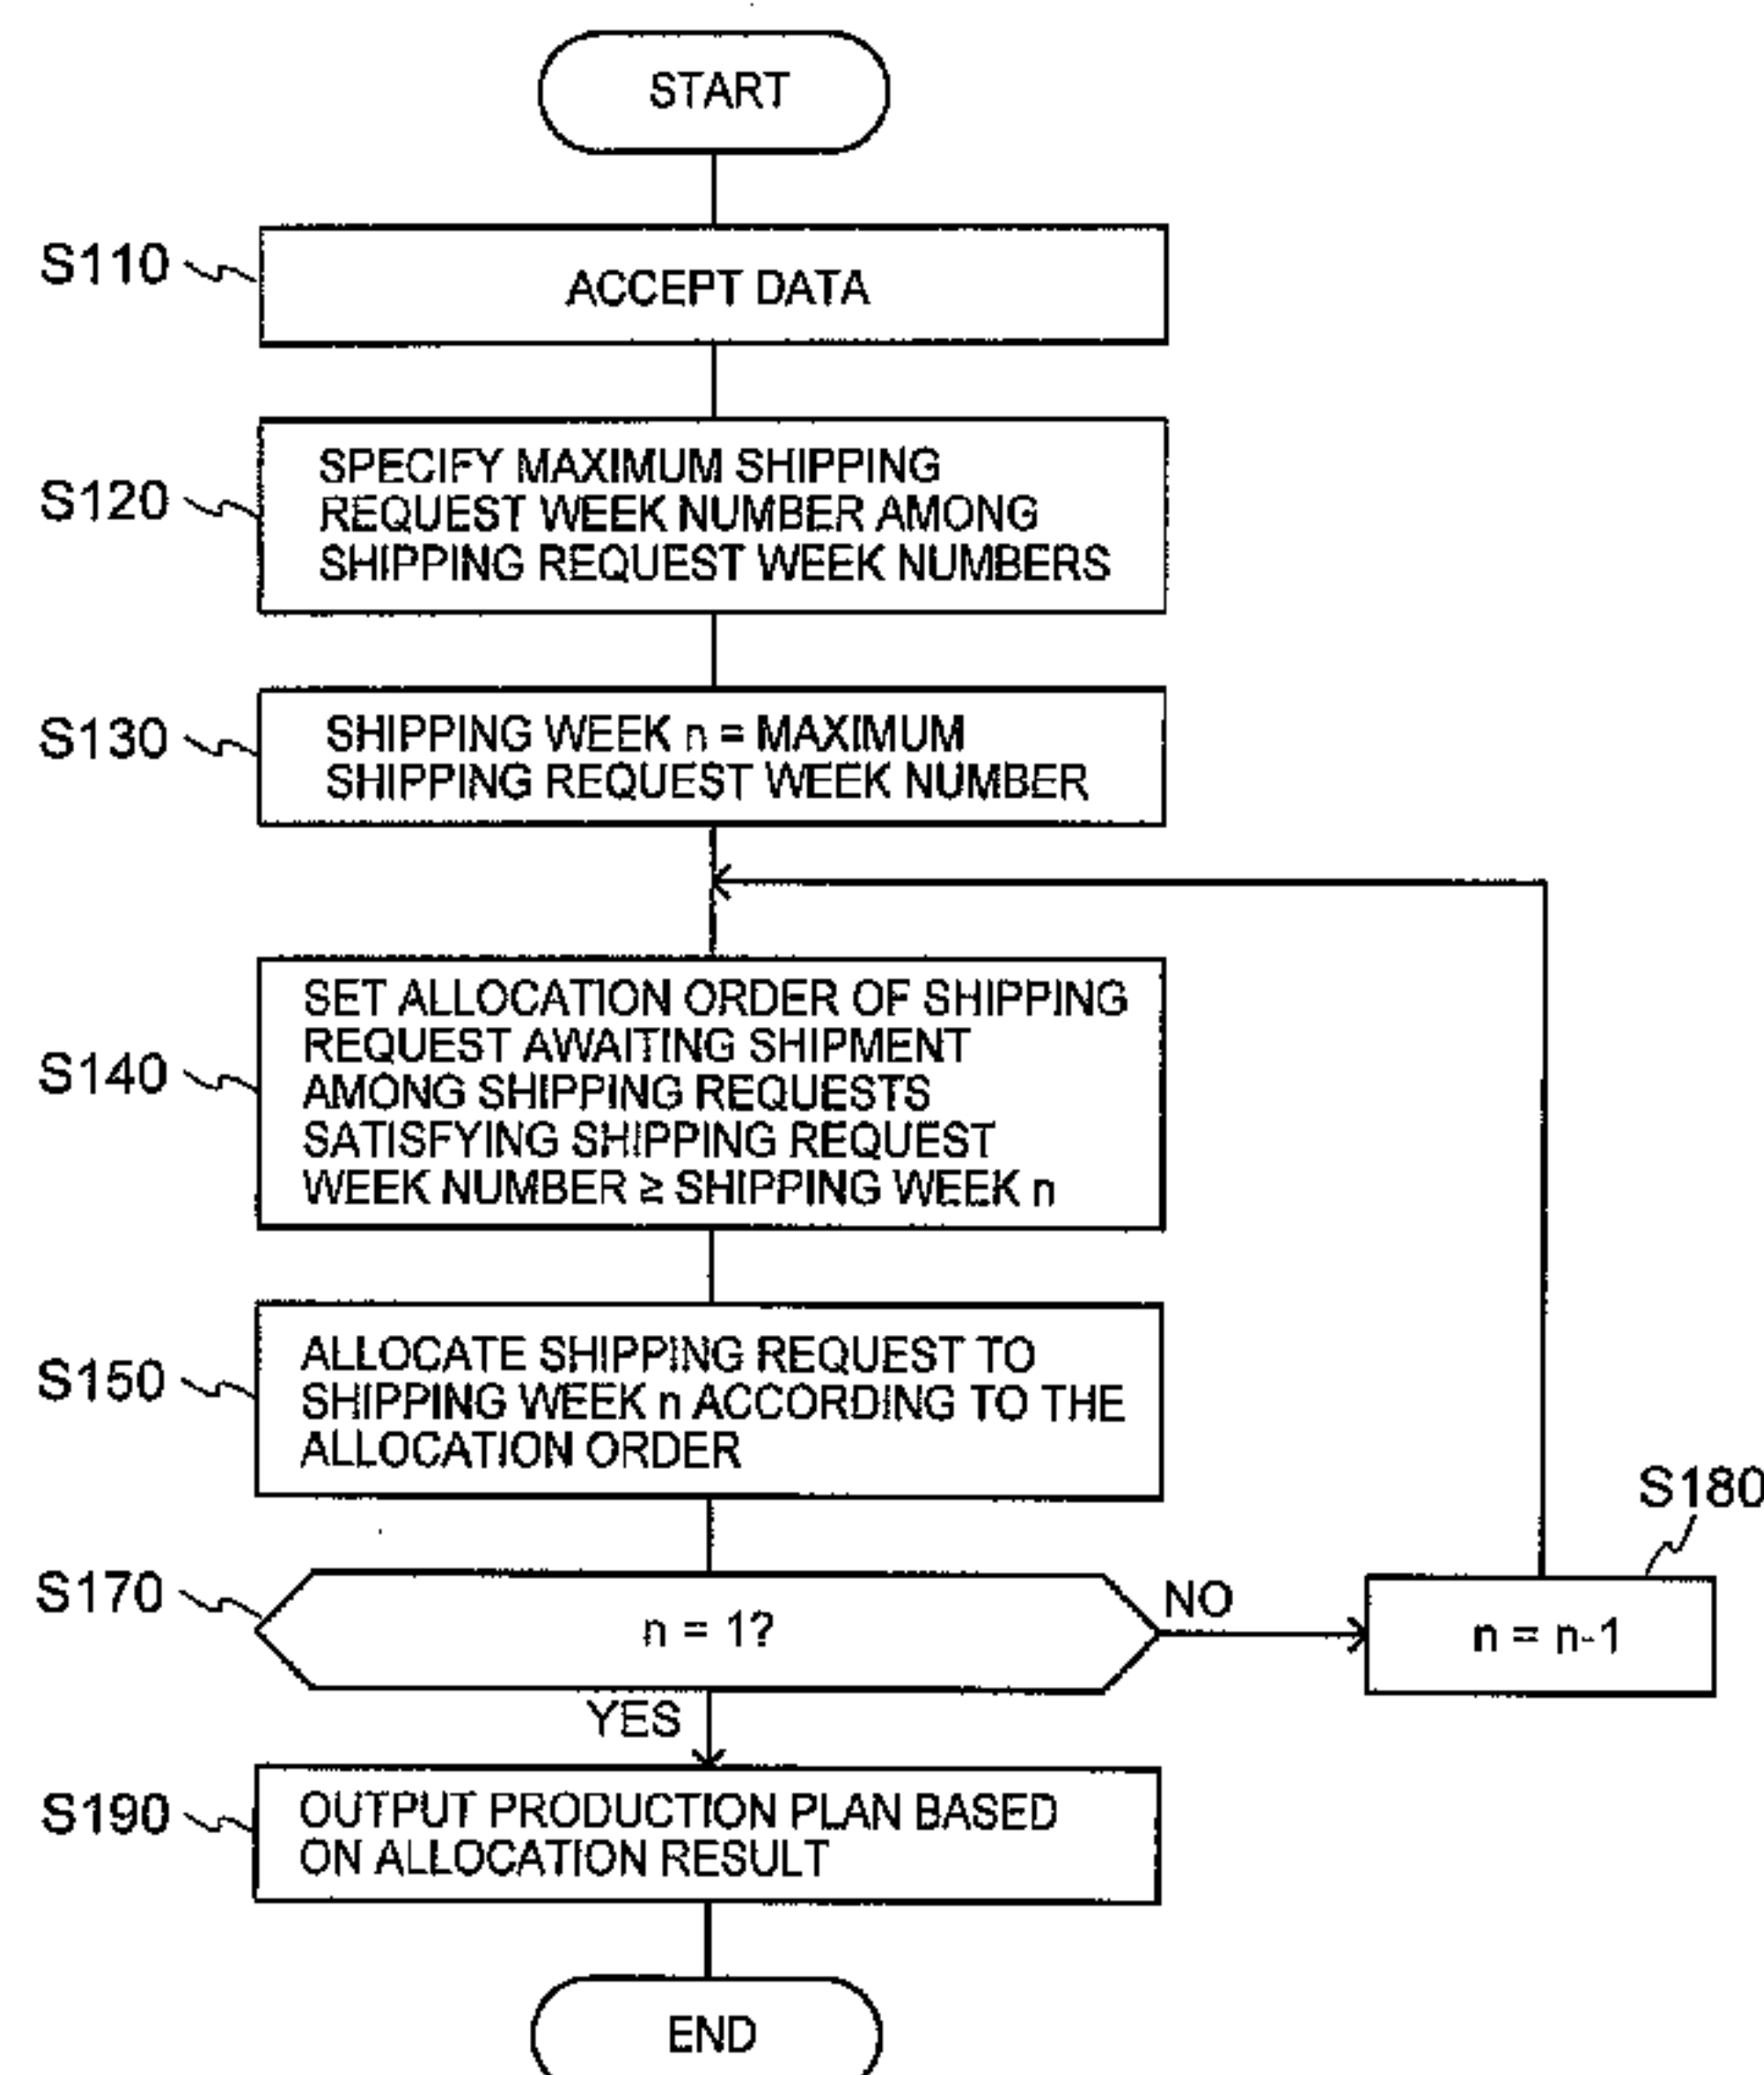 START
S110
ACCEPT DATA
S120
SPECIFY MAXIMUM SHIPPING
REQUEST WEEK NUMBER AMONG
SHIPPING REQUEST WEEK NUMBERS
S130
SHIPPING WEEK n = MAXIMUM
SHIPPING REQUEST WEEK NUMBER
S140
SET ALLOCATION ORDER OF SHIPPING
REQUEST AWAITING SHIPMENT
AMONG SHIPPING REQUESTS
SATISFYING SHIPPING REQUEST
WEEK NUMBER ≥ SHIPPING WEEK n
S150
ALLOCATE SHIPPING REQUEST TO
SHIPPING WEEK n ACCORDING TO THE
ALLOCATION ORDER
S170
n = 1?
NO
S180
n = n-1
YES
S190
OUTPUT PRODUCTION PLAN BASED
ON ALLOCATION RESULT
END